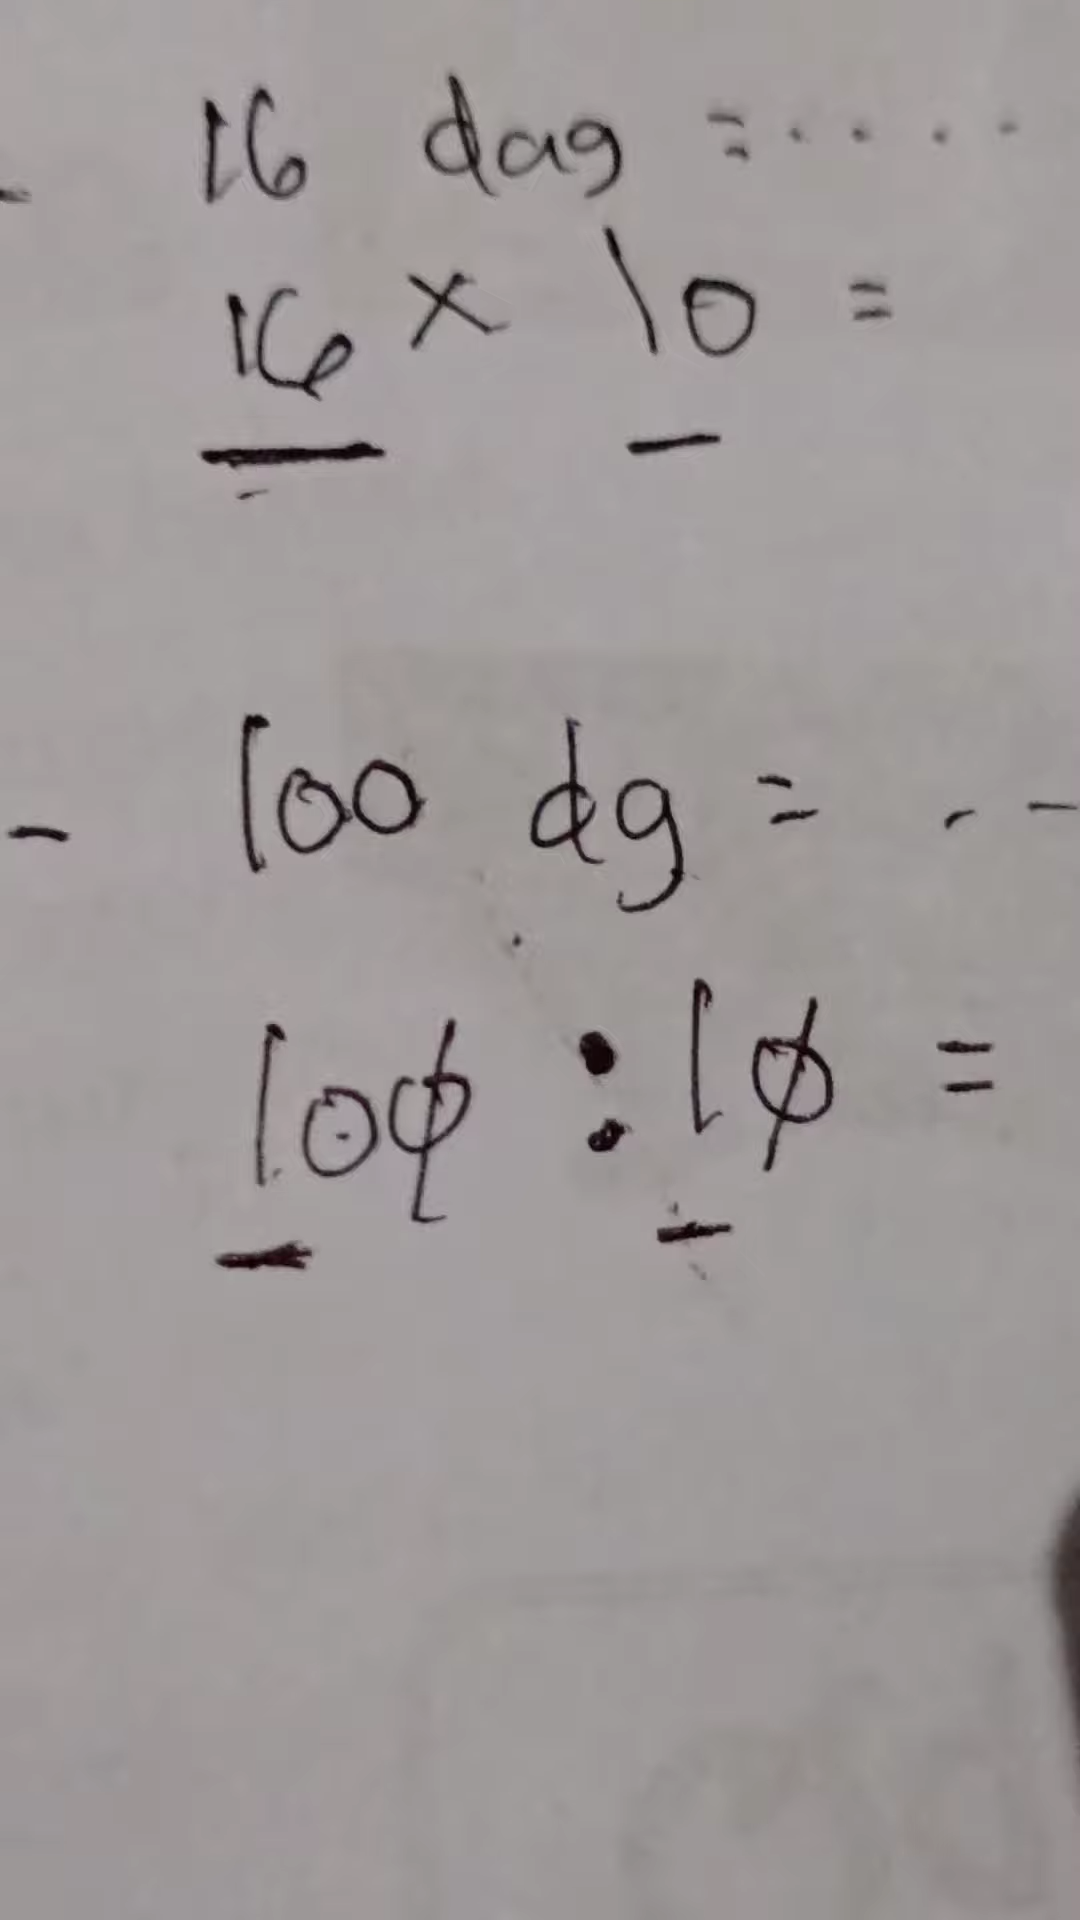 - 16 dag = ....
16 x 10 =
- 100 dg = . --
100 : 10 =